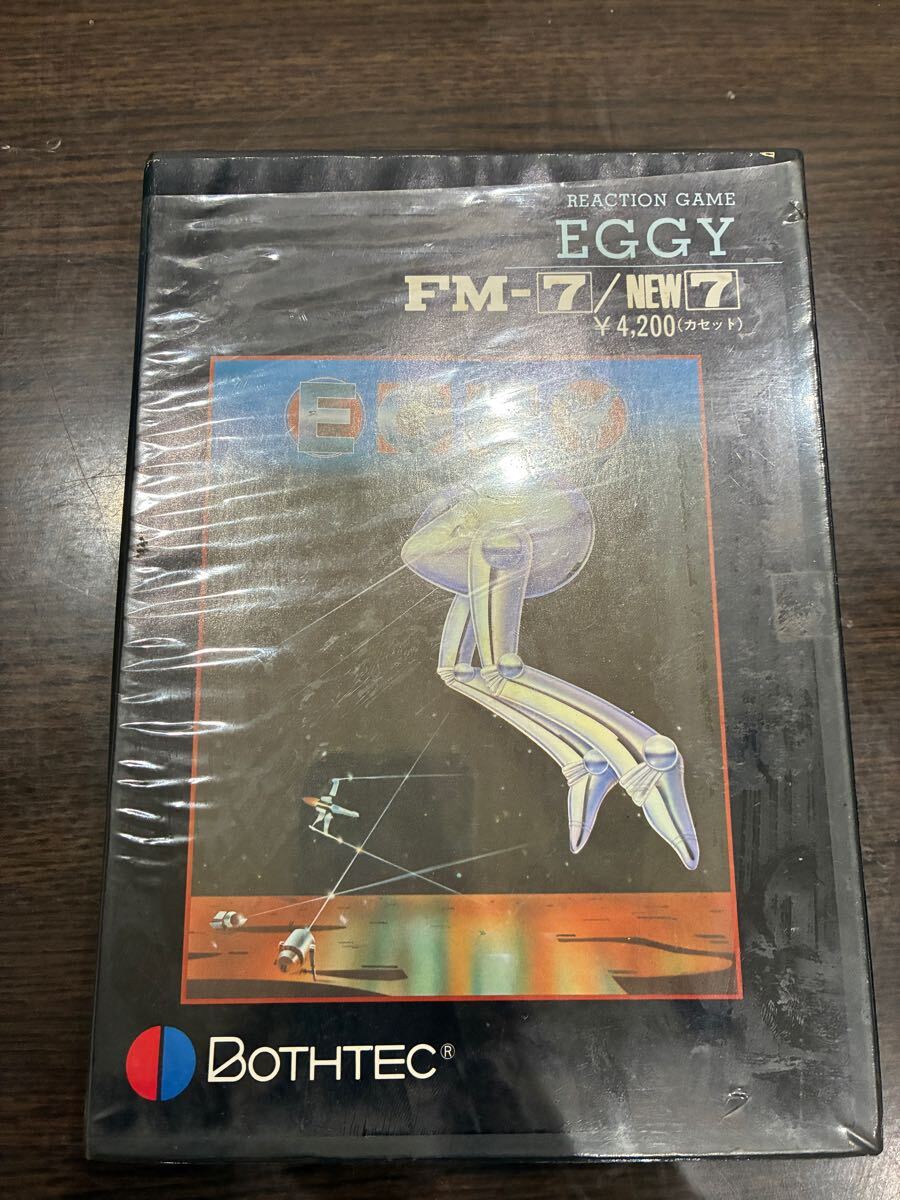 REACTION GAME
EGGY
FM-7/NEW7
¥4,200(カセット)
EGGY
BOTHTEC®